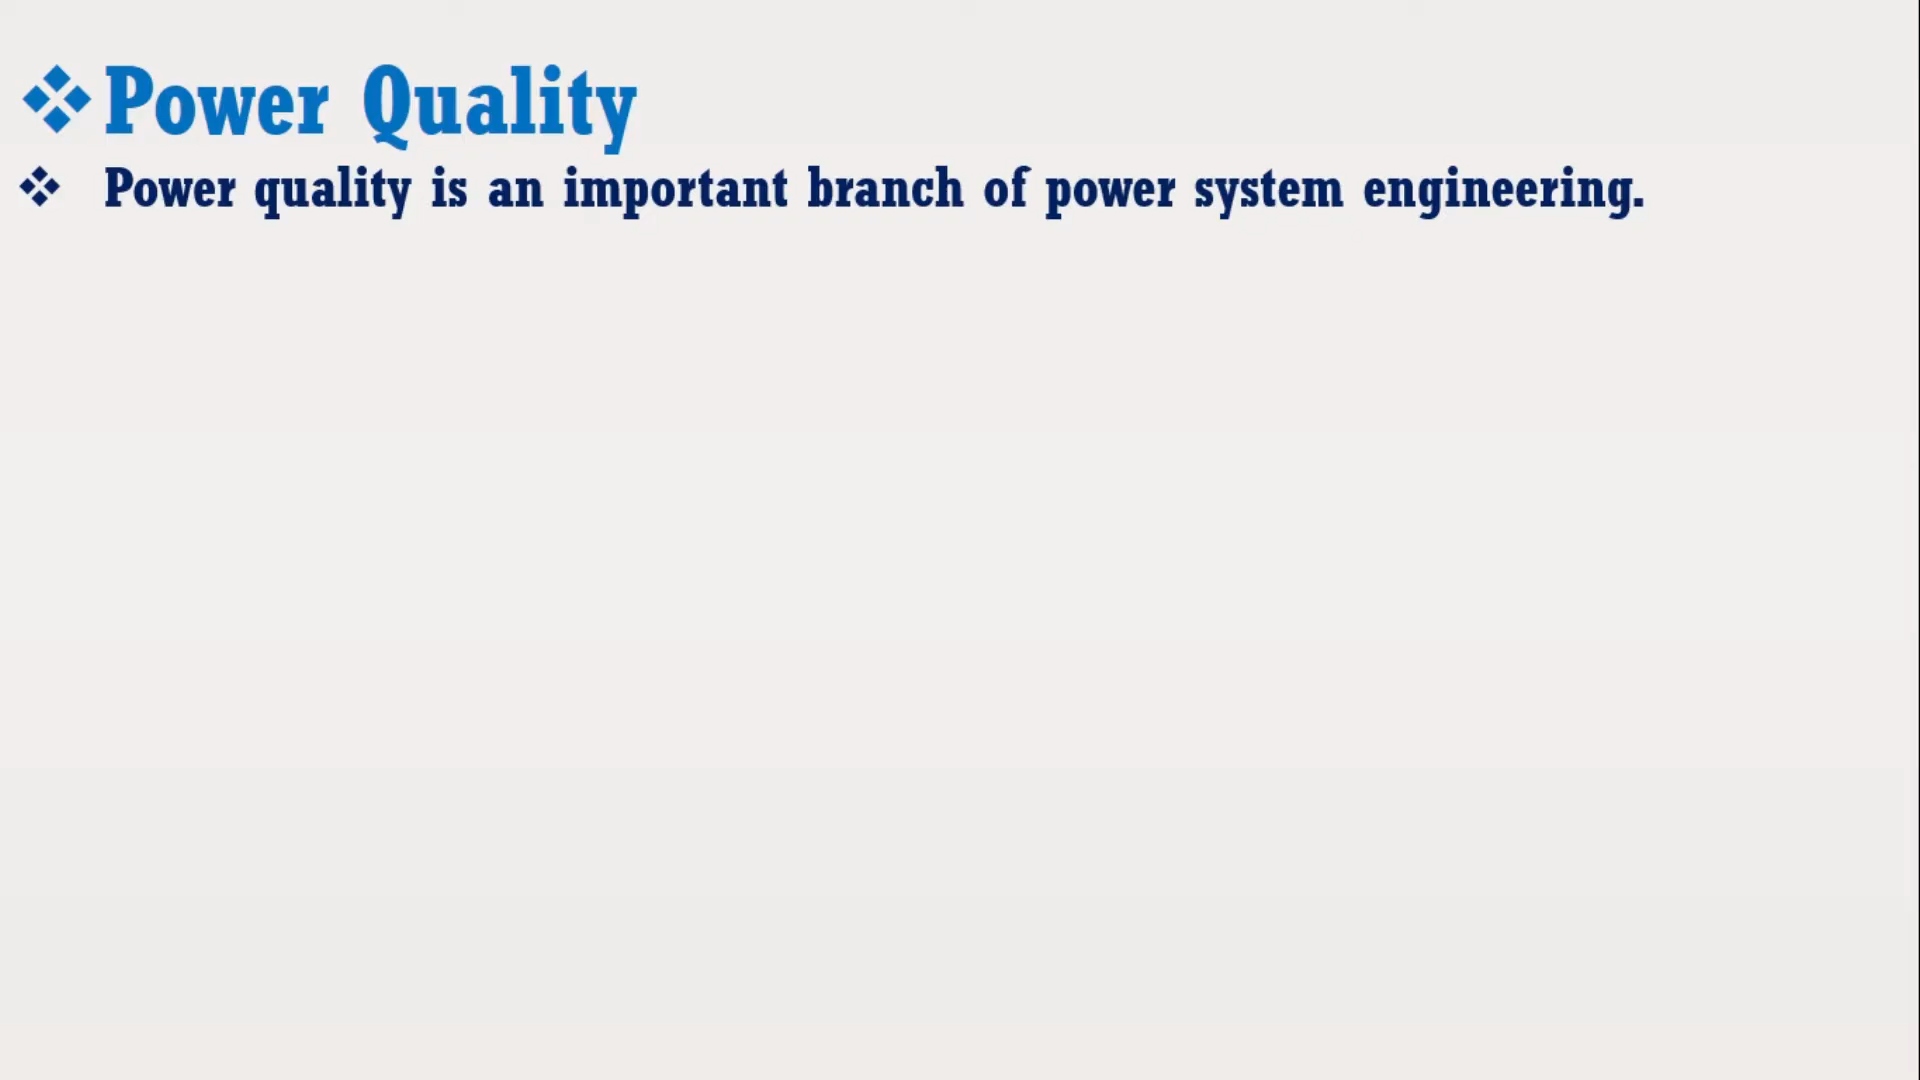 ❖Power Quality
❖ Power quality is an important branch of power system engineering.